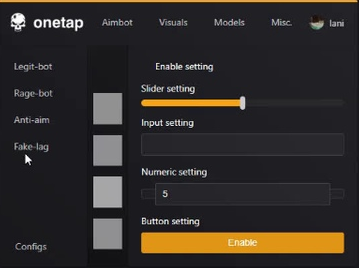 onetap Aimbot Visuals Models Misc. lani
Legit-bot
Rage-bot
Anti-aim
Fake-lag
Configs
Enable setting
Slider setting
Input setting
Numeric setting
5
Button setting
Enable